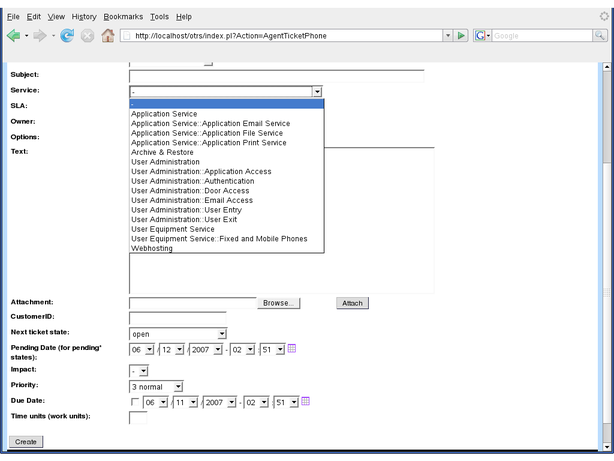 File Edit View History Bookmarks Tools Help
http://localhost/otrs/index.pl?Action=AgentTicketPhone
G Google
Subject:
Service: -
SLA: -
Application Service
Owner: Application Service::Application Email Service
Application Service::Application File Service
Options: Application Service::Application Print Service
Text: Archive & Restore
User Administration
User Administration::Application Access
User Administration::Authentication
User Administration::Door Access
User Administration::Email Access
User Administration::User Entry
User Administration::User Exit
User Equipment Service
User Equipment Service::Fixed and Mobile Phones
Webhosting
Attachment: Browse... Attach
CustomerID:
Next ticket state: open
Pending Date (for pending* 06 / 12 / 2007 - 02 : 51
states):
Impact: -
Priority: 3 normal
Due Date: 06 / 11 / 2007 - 02 : 51
Time units (work units):
Create